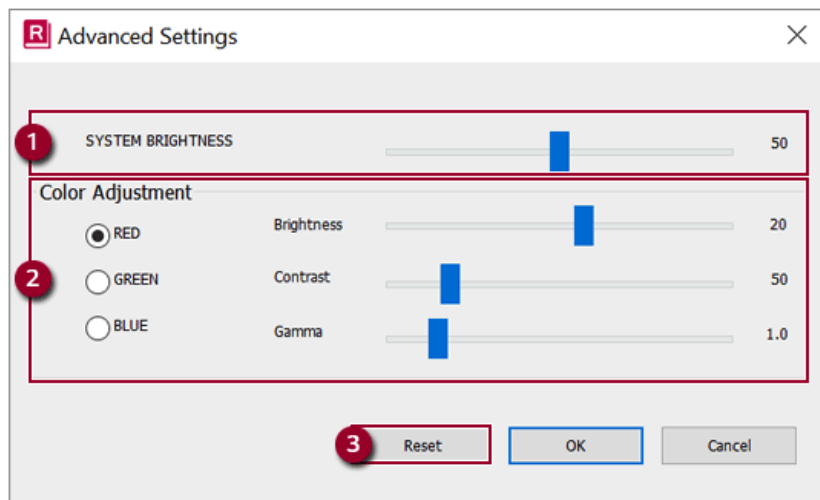 R Advanced Settings
1 SYSTEM BRIGHTNESS 50
Color Adjustment
RED Brightness 20
2 GREEN Contrast 50
BLUE Gamma 1.0
3 Reset OK Cancel